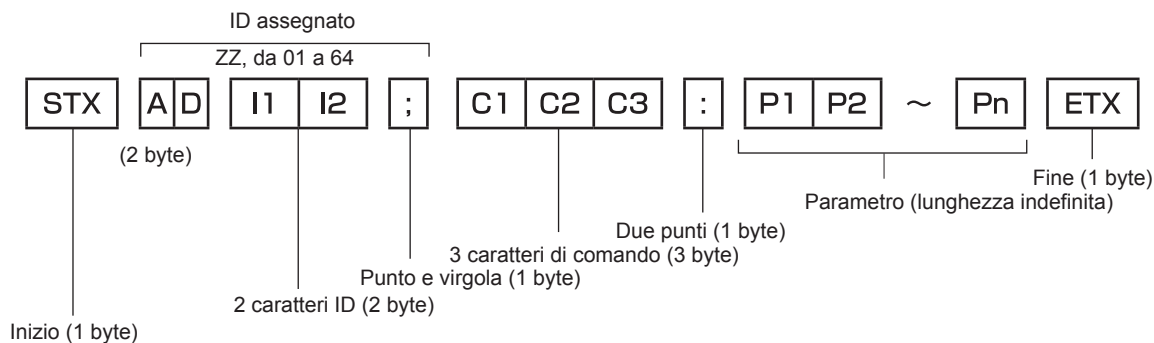 ID assegnato
ZZ, da 01 a 64
STX A D I1 I2 ; C1 C2 C3 : P1 P2 ～ Pn ETX
(2 byte)
Fine (1 byte)
Parametro (lunghezza indefinita)
Due punti (1 byte)
3 caratteri di comando (3 byte)
Punto e virgola (1 byte)
2 caratteri ID (2 byte)
Inizio (1 byte)